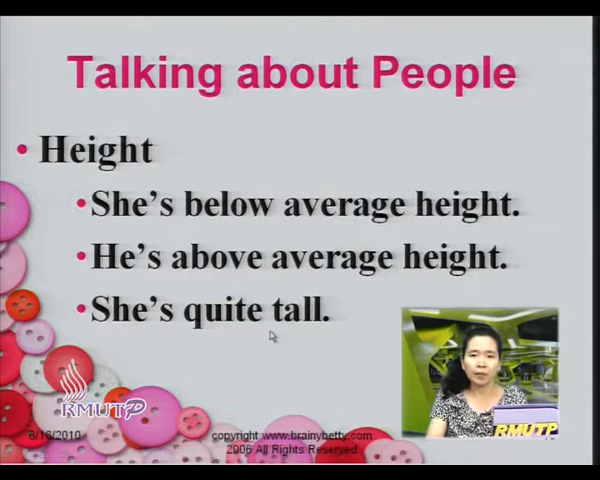 Talking about People
• Height
• She's below average height.
• He's above average height.
• She's quite tall.
RMUTP
RMUTP
6/16/2010
copyright www.brainybetty.com
2006 All Rights Reserved